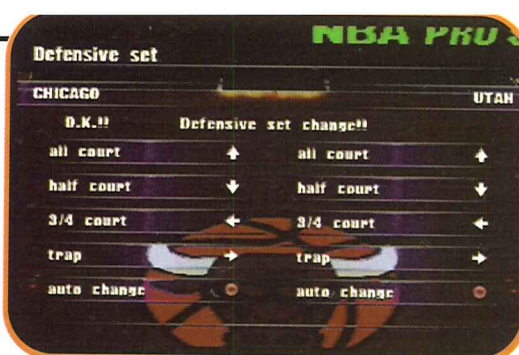 NBA PRO
Defensive set
CHICAGO UTAH
O.K.!! Defensive set change!!
all court ↑ all court ↑
half court ↓ half court ↓
3/4 court ← 3/4 court ←
trap → trap →
auto change auto change